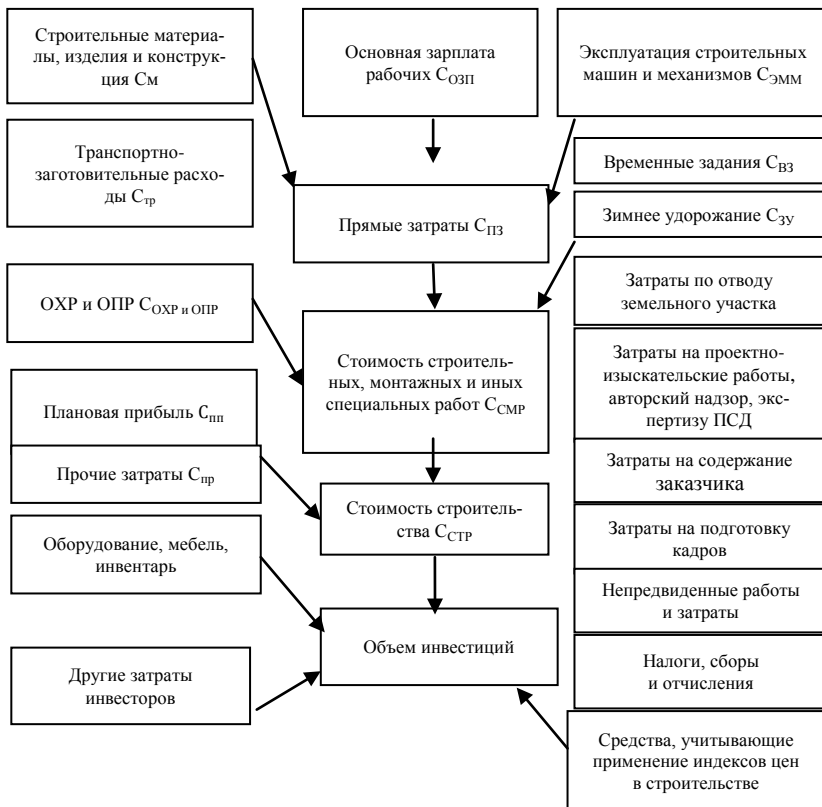 Строительные материа-
лы, изделия и конструк-
ция См
Основная зарплата
рабочих СОЗП
Эксплуатация строительных
машин и механизмов СЭММ
Транспортно-
заготовительные расхо-
ды Стр
Временные задания СВЗ
Прямые затраты СПЗ
Зимнее удорожание СЗУ
ОХР и ОПР СОХР и ОПР
Затраты по отводу
земельного участка
Стоимость строитель-
ных, монтажных и иных
специальных работ ССМР
Затраты на проектно-
изыскательские работы,
авторский надзор, экс-
пертизу ПСД
Плановая прибыль Спп
Прочие затраты Спр
Затраты на содержание
заказчика
Стоимость строитель-
ства ССТР
Затраты на подготовку
кадров
Оборудование, мебель,
инвентарь
Непредвиденные работы
и затраты
Объем инвестиций
Налоги, сборы
и отчисления
Другие затраты
инвесторов
Средства, учитывающие
применение индексов цен
в строительстве